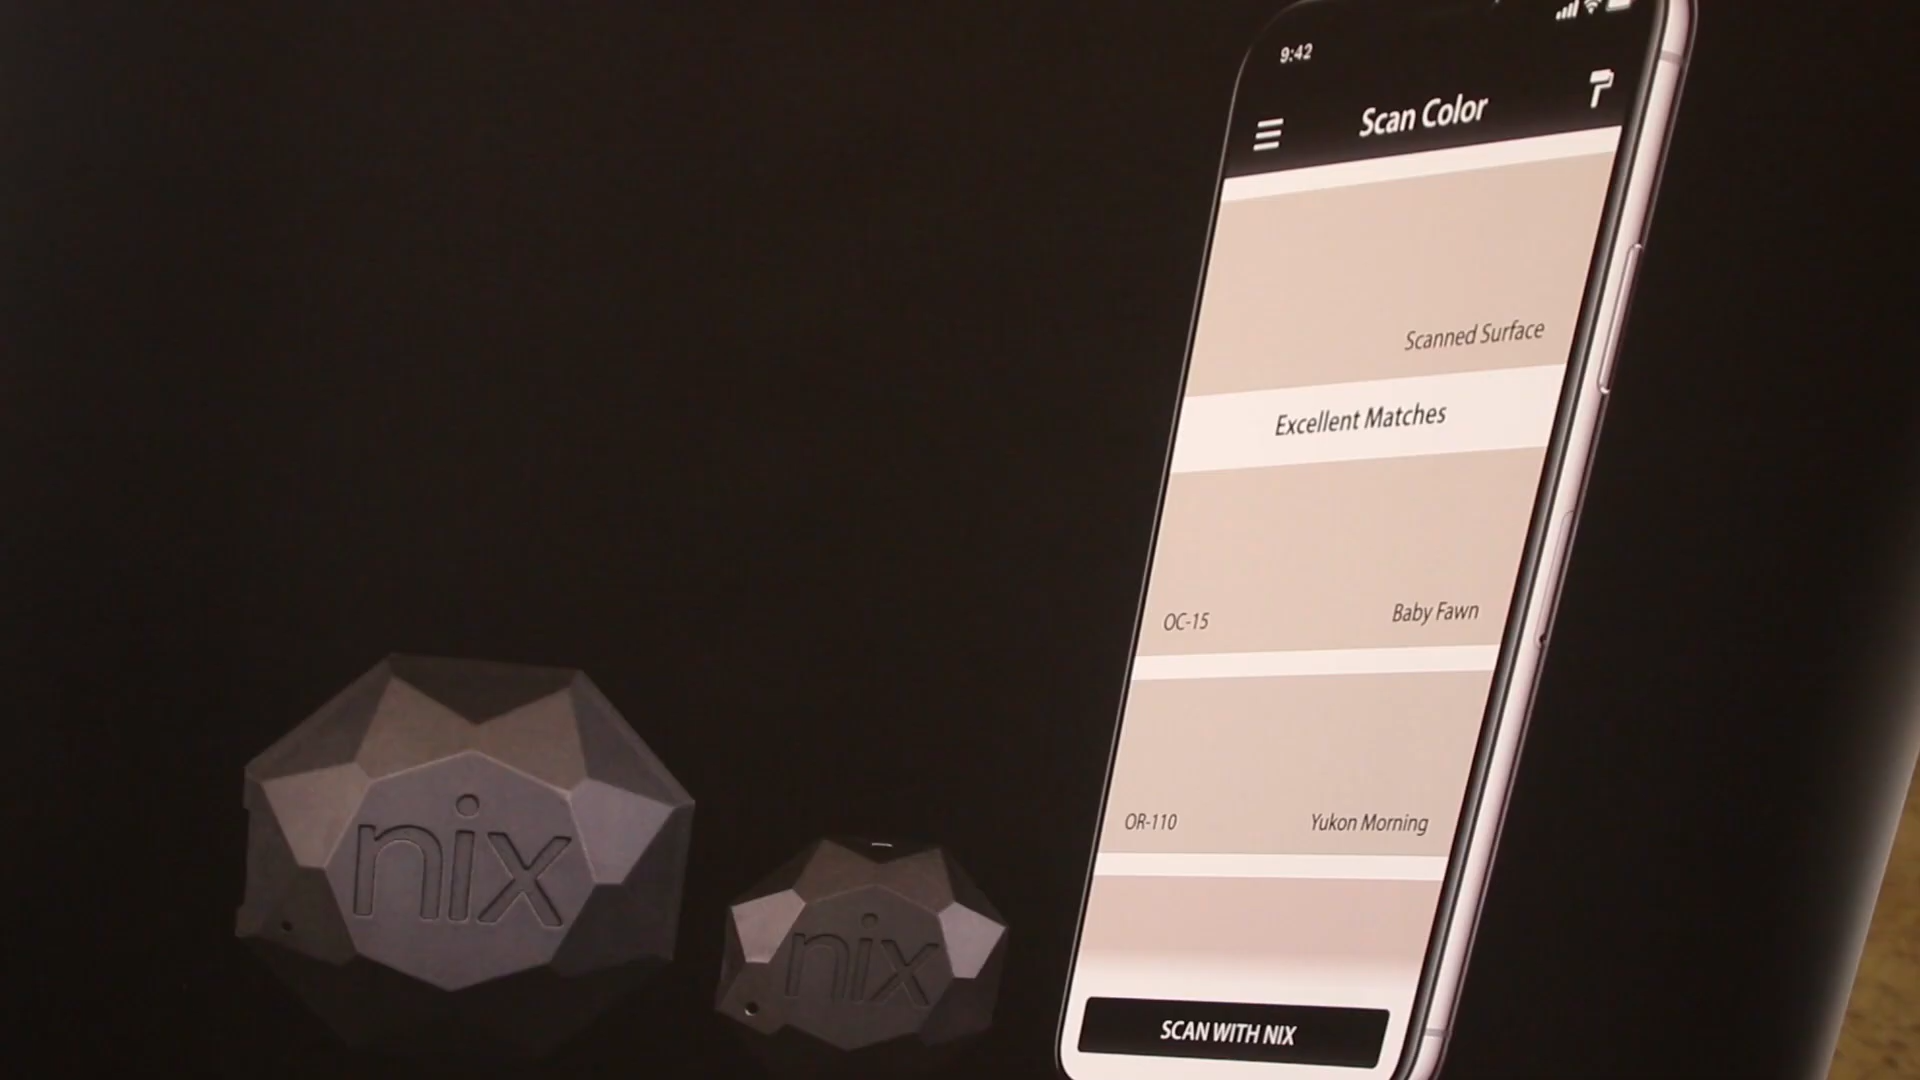 9:42
Scan Color
Scanned Surface
Excellent Matches
OC-15 Baby Fawn
OR-110 Yukon Morning
SCAN WITH NIX
nix
nix